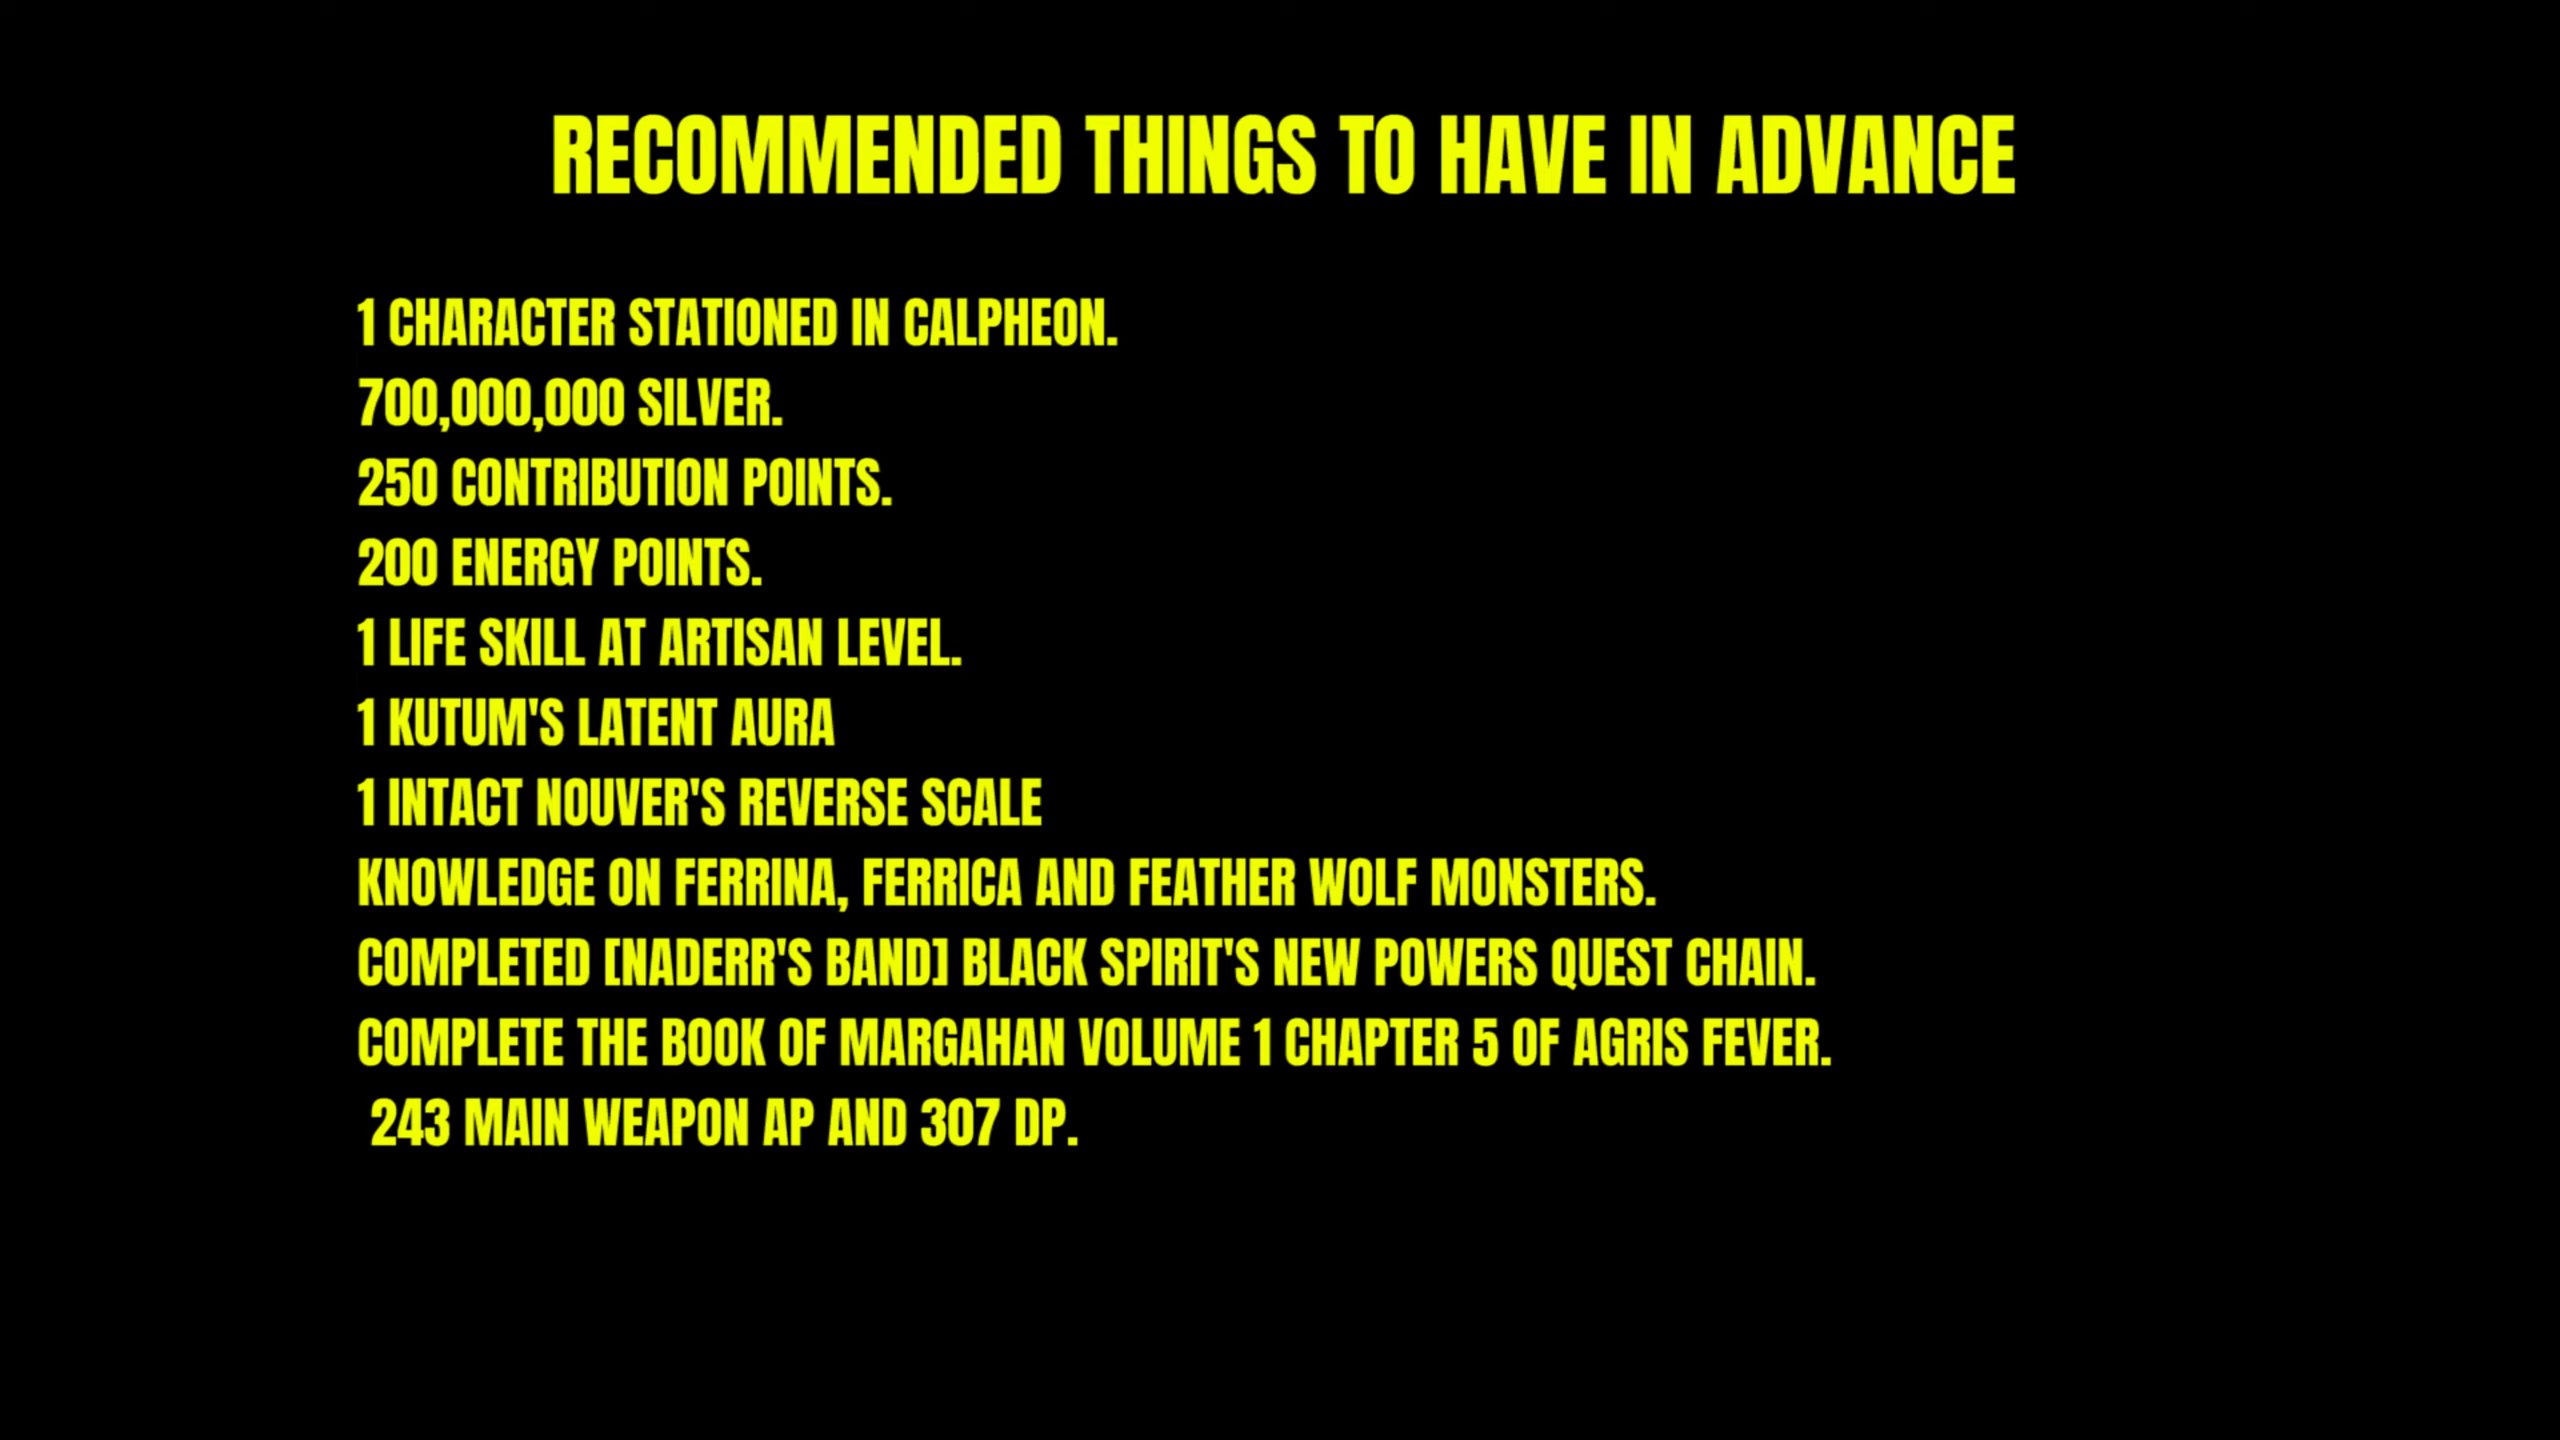 RECOMMENDED THINGS TO HAVE IN ADVANCE
1 CHARACTER STATIONED IN CALPHEON.
700,000,000 SILVER.
250 CONTRIBUTION POINTS.
200 ENERGY POINTS.
1 LIFE SKILL AT ARTISAN LEVEL.
1 KUTUM'S LATENT AURA
1 INTACT NOUVER'S REVERSE SCALE
KNOWLEDGE ON FERRINA, FERRICA AND FEATHER WOLF MONSTERS.
COMPLETED [NADERR'S BAND] BLACK SPIRIT'S NEW POWERS QUEST CHAIN.
COMPLETE THE BOOK OF MARGAHAN VOLUME 1 CHAPTER 5 OF AGRIS FEVER.
243 MAIN WEAPON AP AND 307 DP.